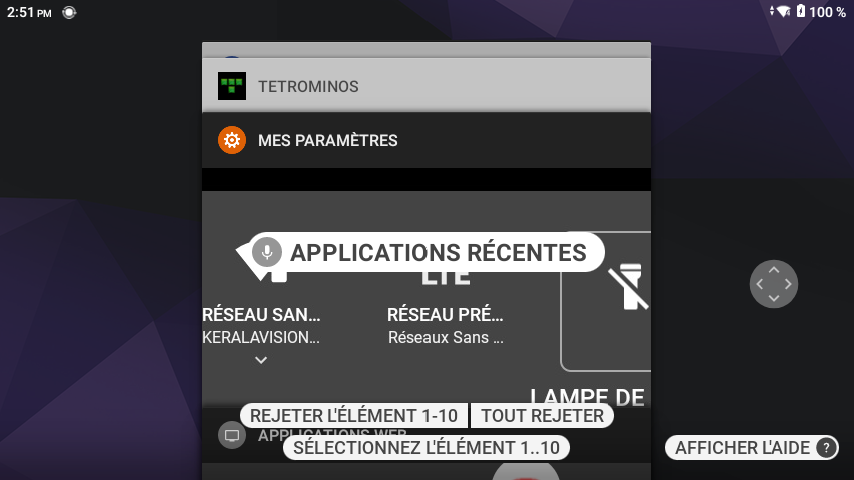 2:51 PM
100 %
TETROMINOS
MES PARAMÈTRES
APPLICATIONS RÉCENTES
LTE
RÉSEAU SAN…
RÉSEAU PRÉ…
KERALAVISION…
Réseaux Sans …
LAMPE DE
REJETER L'ÉLÉMENT 1-10
TOUT REJETER
APPLICATIONS WEB
SÉLECTIONNEZ L'ÉLÉMENT 1..10
AFFICHER L'AIDE ?